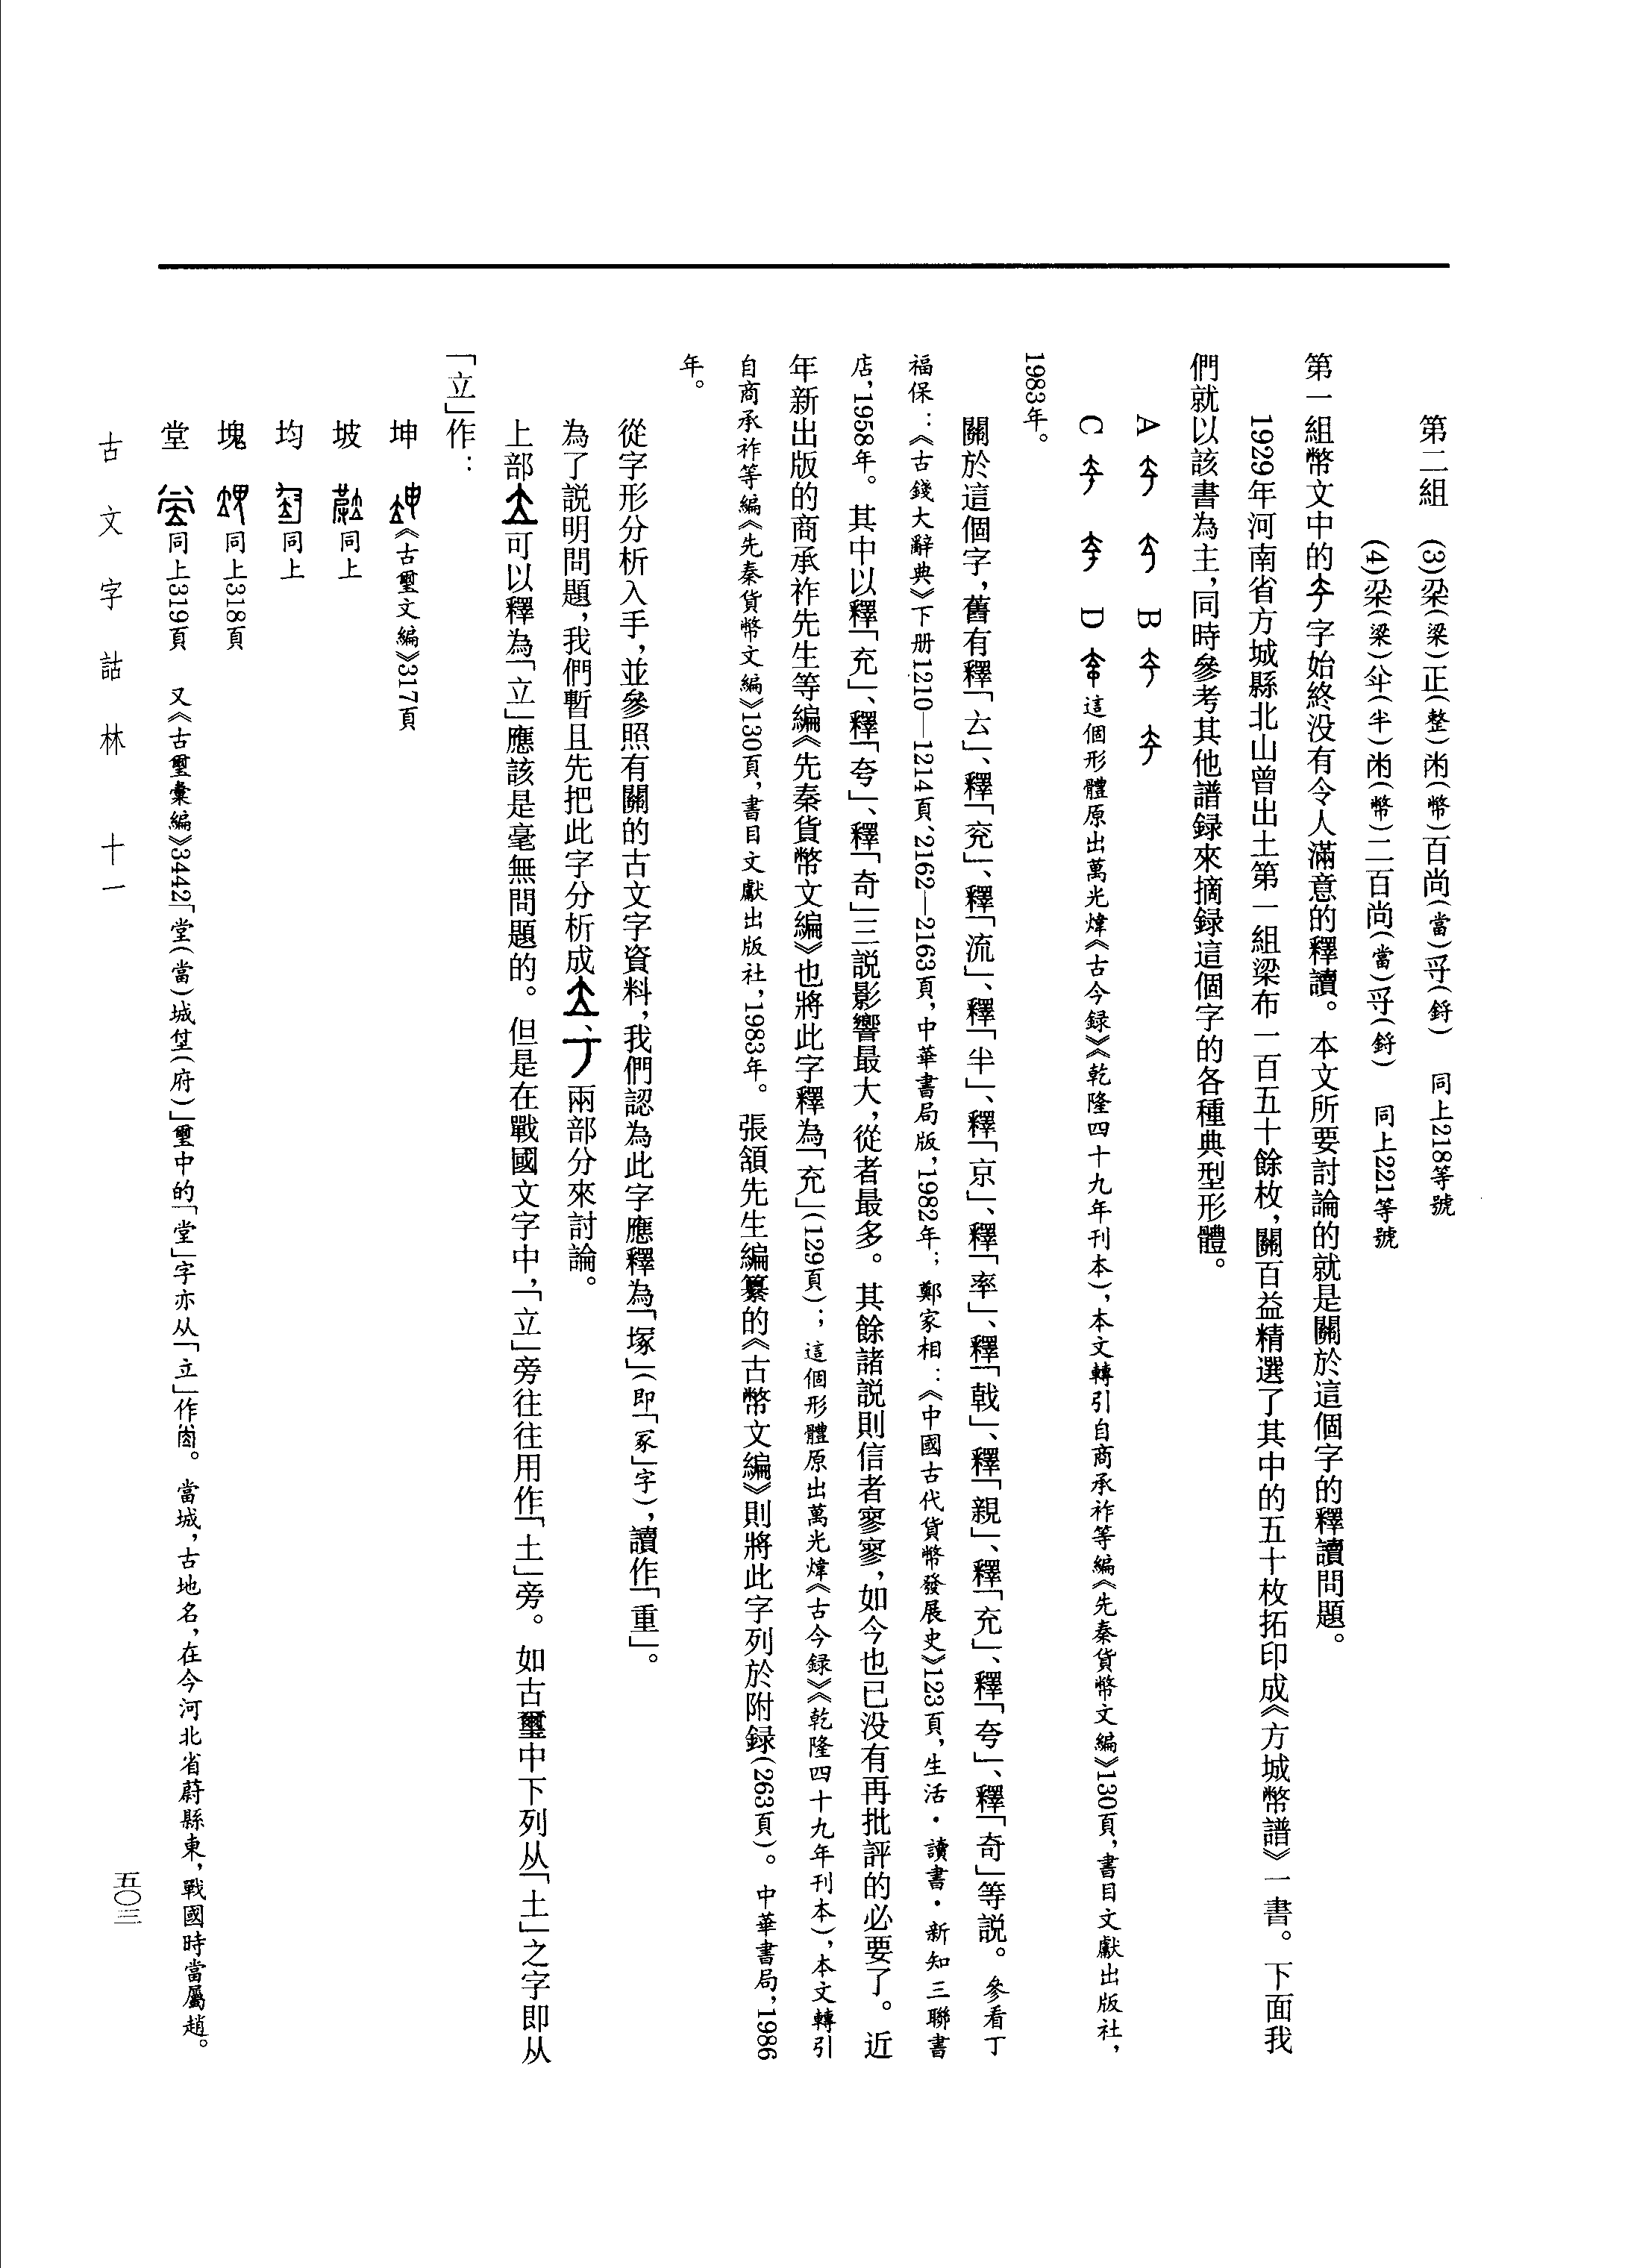 第二組　(3)梁(梁)正(整)㡀(幣)百尚(當)寽(鋝)　同上218等號
(4)梁(梁)伞(半)㡀(幣)二百尚(當)寽(鋝)　同上221等號
第一組幣文中的字始終没有令人滿意的釋讀。本文所要討論的就是關於這個字的釋讀問題。
1929年河南省方城縣北山曾出土第一組梁布一百五十餘枚，關百益精選了其中的五十枚拓印成《方城幣譜》一書。下面我
們就以該書為主，同時參考其他譜録來摘録這個字的各種典型形體。
A　B
C　D　這個形體原出萬光煒《古今録》《乾隆四十九年刊本)，本文轉引自商承祚等編《先秦貨幣文編》130頁，書目文獻出版社，
1983年。
關於這個字，舊有釋「厺」、釋「兖」、釋「流」、釋「半」、釋「京」、釋「率」、釋「戟」、釋「親」、釋「充」、釋「夸」、釋「奇」等説。參看丁
福保：《古錢大辭典》下册1210—1214頁、2162—2163頁，中華書局版，1982年；鄭家相：《中國古代貨幣發展史》123頁，生活·讀書·新知三聯書
店，1958年。其中以釋「充」、釋「夸」、釋「奇」三説影響最大，從者最多。其餘諸説則信者寥寥，如今也已没有再批評的必要了。近
年新出版的商承祚先生等編《先秦貨幣文編》也將此字釋為「充」(129頁)；這個形體原出萬光煒《古今録》《乾隆四十九年刊本)，本文轉引
自商承祚等編《先秦貨幣文編》130頁，書目文獻出版社，1983年。張頷先生編纂的《古幣文編》則將此字列於附録(263頁)。中華書局，1986
年。
從字形分析入手，並參照有關的古文字資料，我們認為此字應釋為「塚」(即「冢」字)，讀作「重」。
為了説明問題，我們暫且先把此字分析成、兩部分來討論。
上部可以釋為「立」應該是毫無問題的。但是在戰國文字中，「立」旁往往用作「土」旁。如古璽中下列从「土」之字即从
「立」作：
坤　《古璽文編》317頁
坡　同上
均　同上
塊　同上318頁
堂　同上319頁　又《古璽彙編》3442「堂(當)城(府)」璽中的「堂」字亦从「立」作。當城，古地名，在今河北省蔚縣東，戰國時當屬趙。
古文字詁林　十一
五〇三